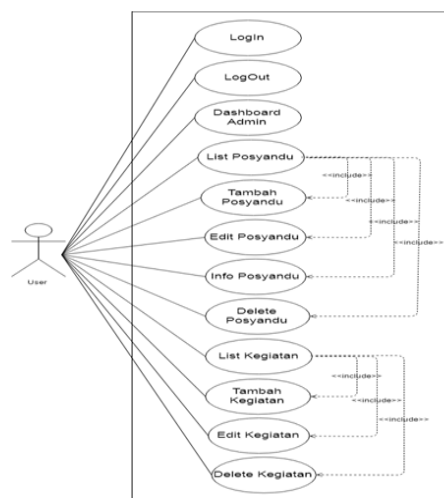 LogIn
LogOut
Dashboard
Admin
List Posyandu
<<include>>
Tambah
Posyandu
<<include>>
<<include>>
Edit Posyandu
<<include>>
Info Posyandu
User
Delete
Posyandu
List Kegiatan
<<include>>
Tambah
Kegiatan
<<include>>
<<include>>
Edit Kegiatan
Delete Kegiatan